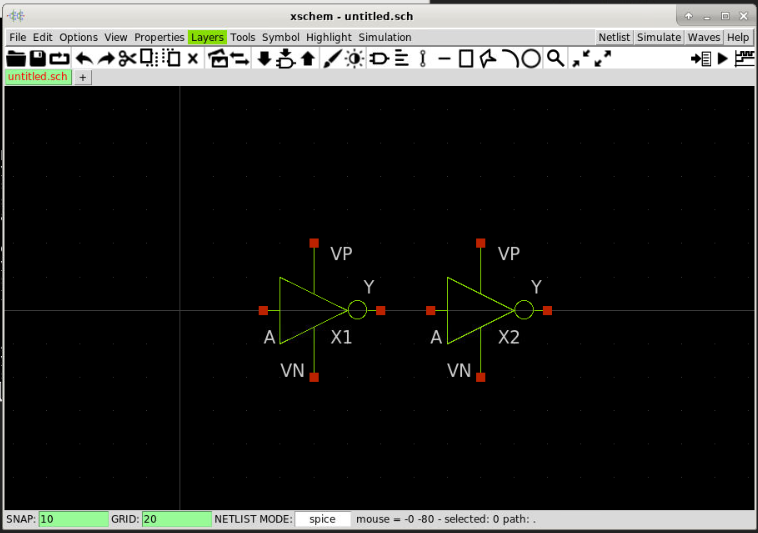 xschem - untitled.sch
File Edit Options View Properties Layers Tools Symbol Highlight Simulation Netlist Simulate Waves Help
untitled.sch +
VP VP
Y Y
A X1 A X2
VN VN
SNAP: 10 GRID: 20 NETLIST MODE: spice mouse = -0 -80 - selected: 0 path: .